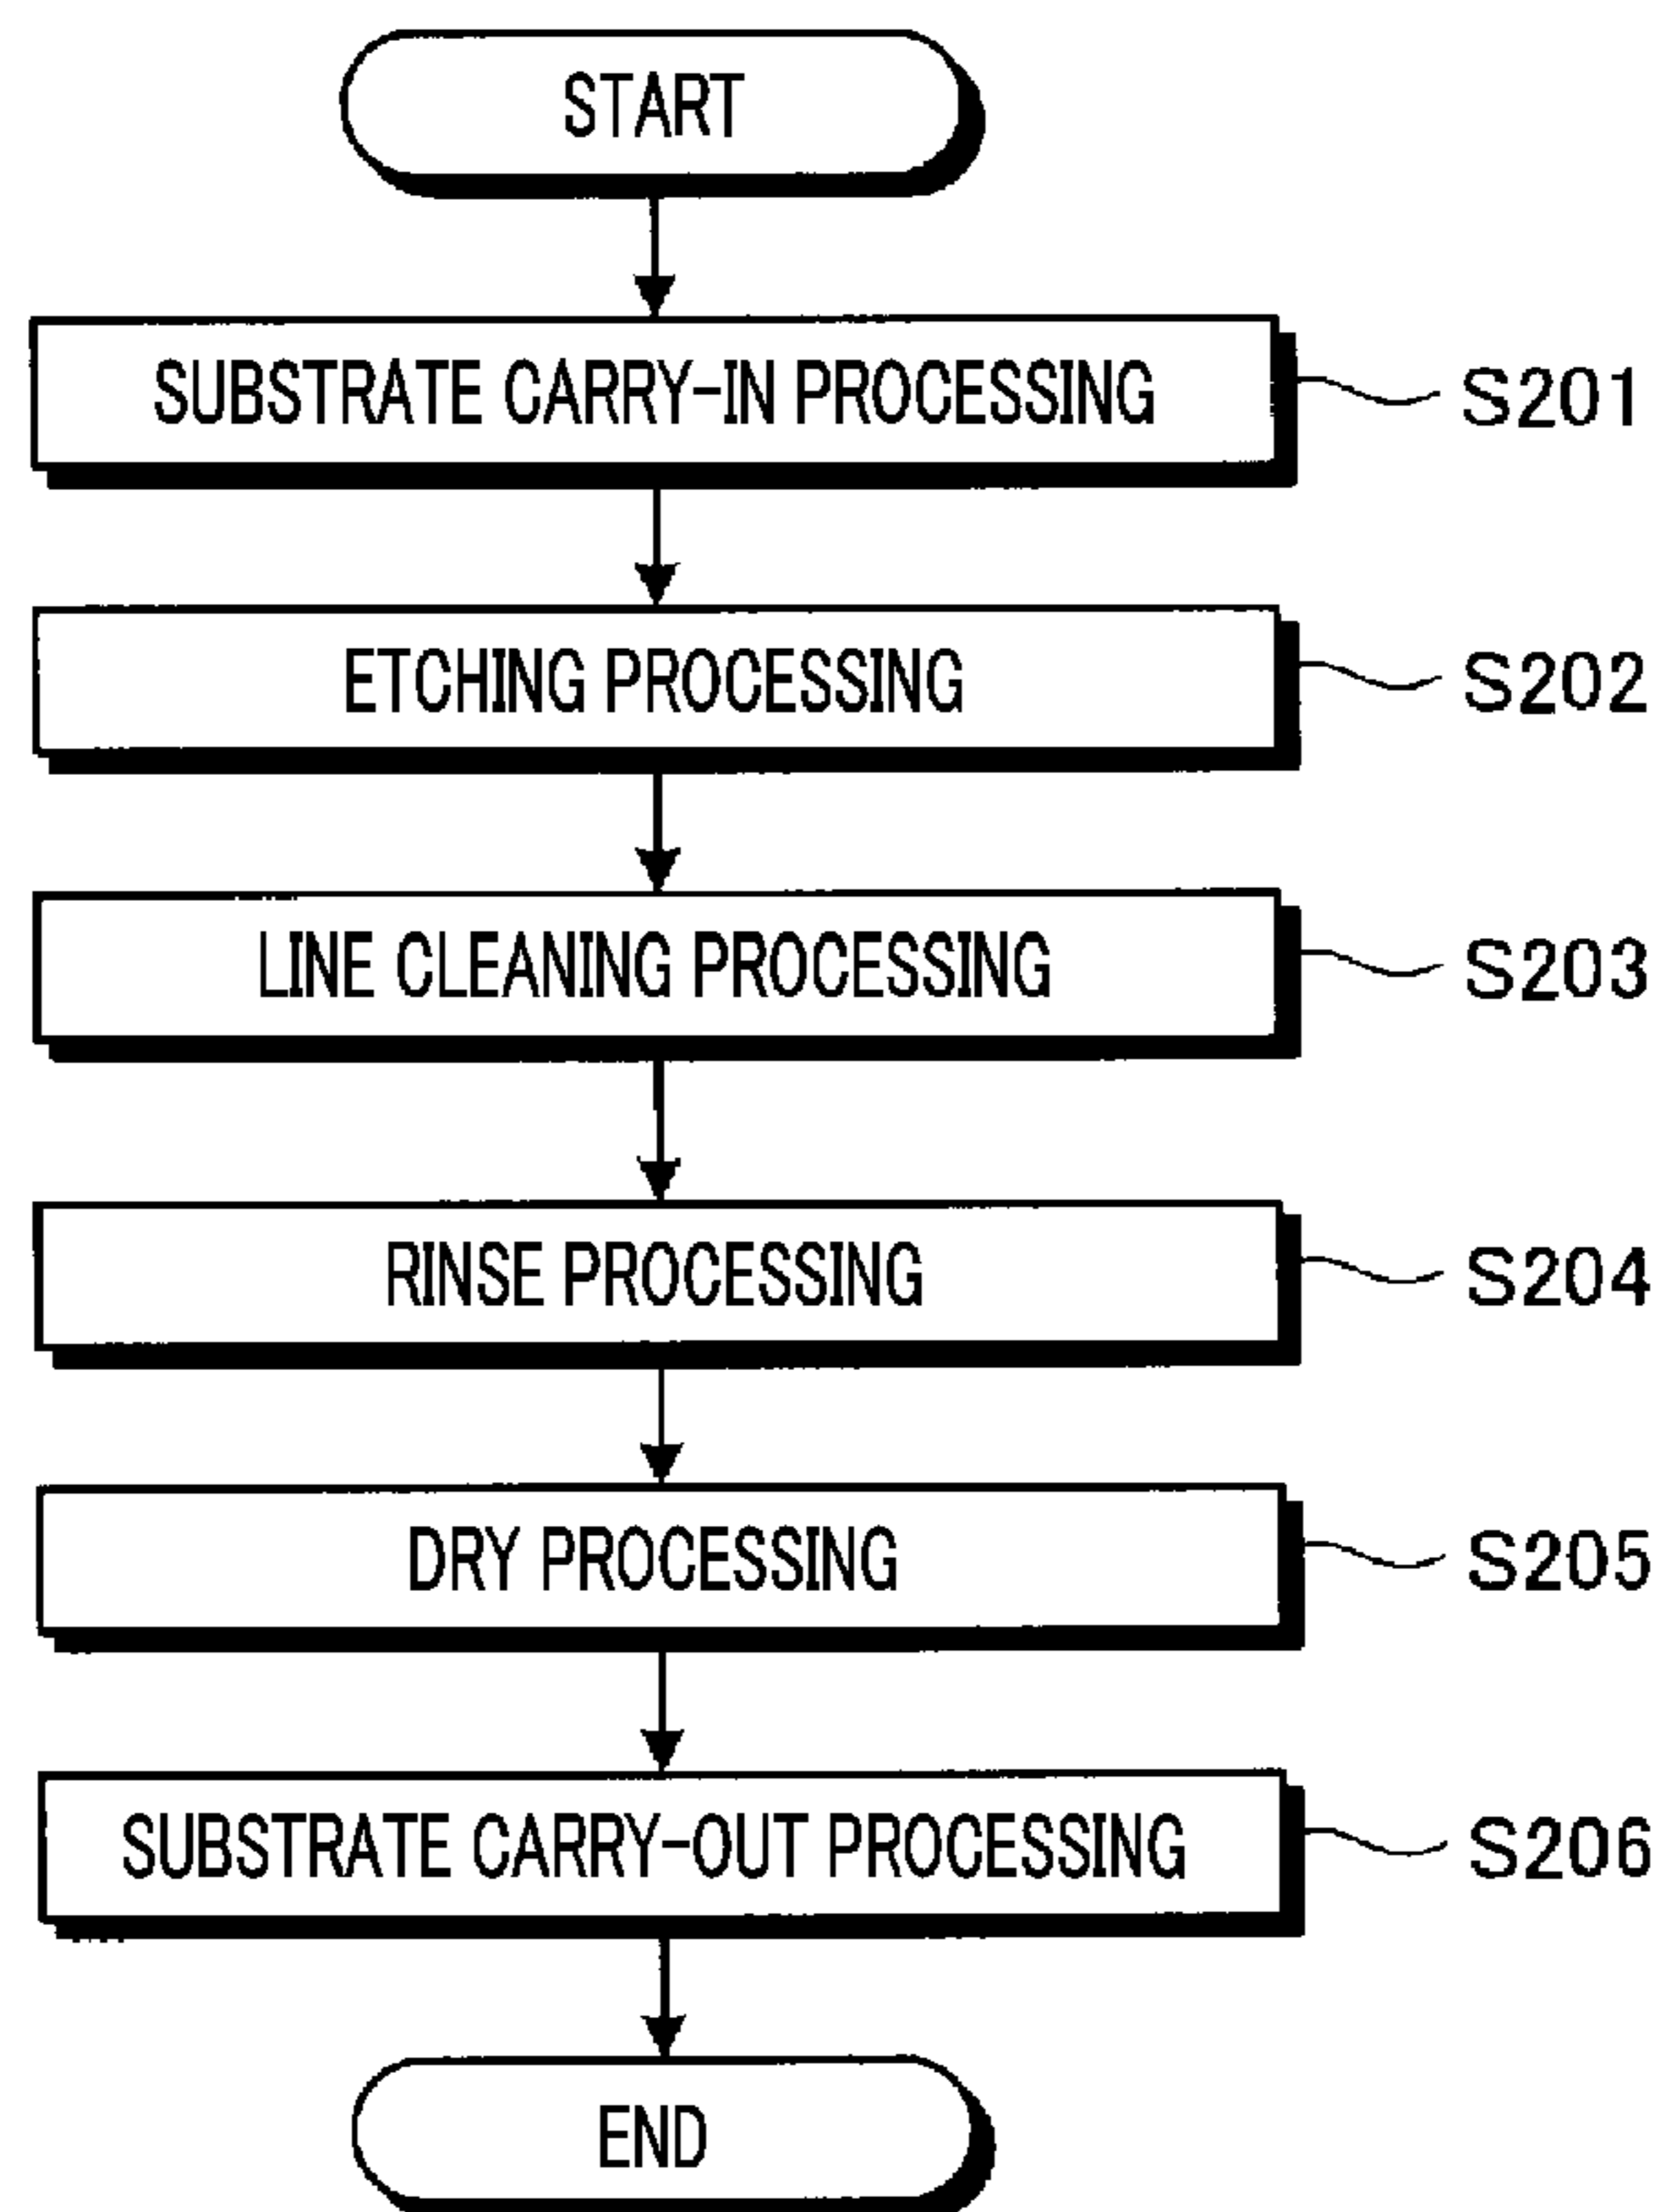 START
SUBSTRATE CARRY-IN PROCESSING S201
ETCHING PROCESSING S202
LINE CLEANING PROCESSING S203
RINSE PROCESSING S204
DRY PROCESSING S205
SUBSTRATE CARRY-OUT PROCESSING S206
END